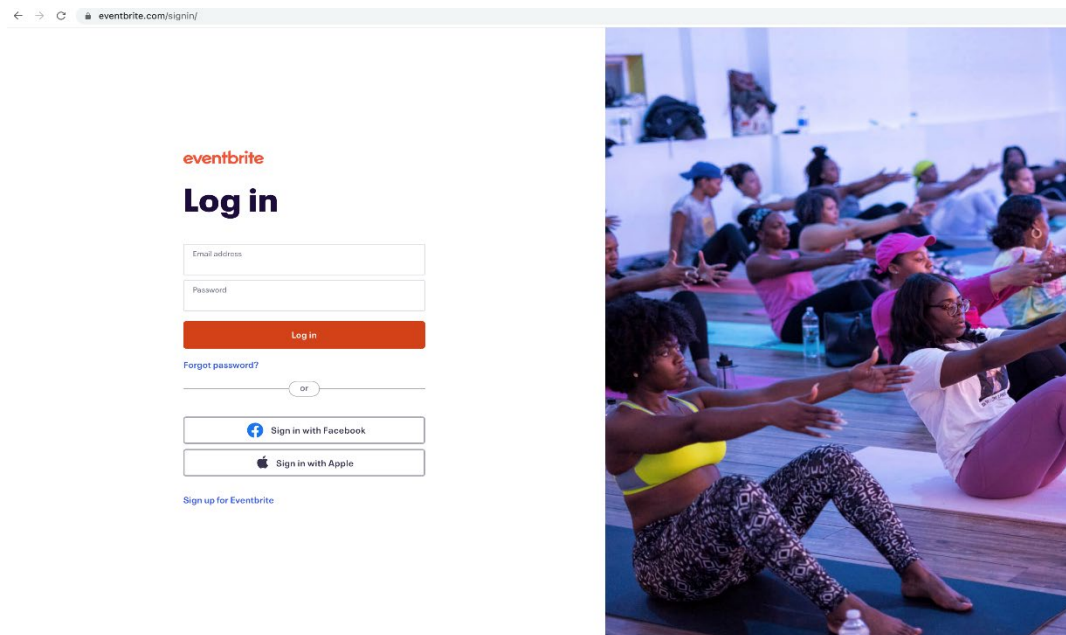 eventbrite.com/signin/
eventbrite
Log in
Email address
Password
Log in
Forgot password?
or
Sign in with Facebook
Sign in with Apple
Sign up for Eventbrite